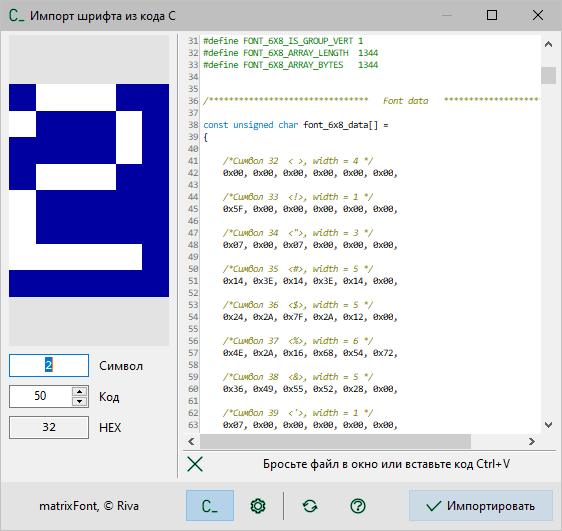 C_ Импорт шрифта из кода C
31 #define FONT_6X8_IS_GROUP_VERT 1
32 #define FONT_6X8_ARRAY_LENGTH  1344
33 #define FONT_6X8_ARRAY_BYTES   1344
34
35
36 /********************************   Font data   ********************
37
38 const unsigned char font_6x8_data[] =
39 {
40
41     /*Символ 32  < >, width = 4 */
42     0x00, 0x00, 0x00, 0x00, 0x00, 0x00,
43
44     /*Символ 33  <!>, width = 1 */
45     0x5F, 0x00, 0x00, 0x00, 0x00, 0x00,
46
47     /*Символ 34  <">, width = 3 */
48     0x07, 0x00, 0x07, 0x00, 0x00, 0x00,
49
50     /*Символ 35  <#>, width = 5 */
51     0x14, 0x3E, 0x14, 0x3E, 0x14, 0x00,
52
53     /*Символ 36  <$>, width = 5 */
54     0x24, 0x2A, 0x7F, 0x2A, 0x12, 0x00,
55
56     /*Символ 37  <%>, width = 6 */
57     0x4E, 0x2A, 0x16, 0x68, 0x54, 0x72,
58
59     /*Символ 38  <&>, width = 5 */
60     0x36, 0x49, 0x55, 0x52, 0x28, 0x00,
61
62     /*Символ 39  <'>, width = 1 */
63     0x07, 0x00, 0x00, 0x00, 0x00, 0x00,
2 Символ
50 Код
32 HEX
Бросьте файл в окно или вставьте код Ctrl+V
matrixFont, © Riva
C_
Импортировать